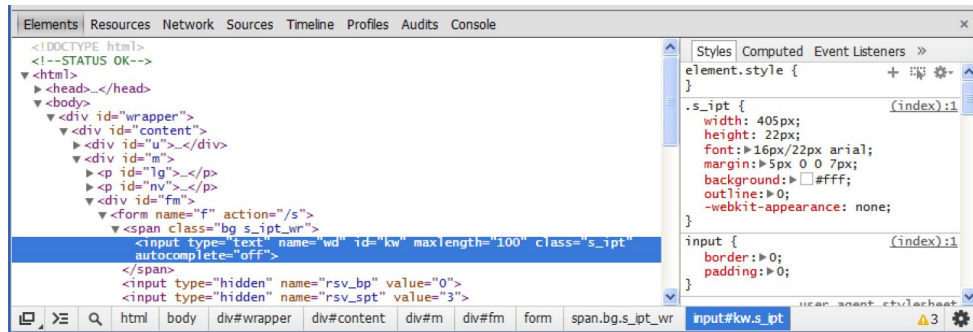 Elements Resources Network Sources Timeline Profiles Audits Console ×
<!DOCTYPE html>
<!--STATUS OK-->
▼<html>
▶<head>…</head>
▼<body>
▼<div id="wrapper">
▼<div id="content">
▶<div id="u">…</div>
▼<div id="m">
▶<p id="lg">…</p>
▶<p id="nv">…</p>
▼<div id="fm">
▼<form name="f" action="/s">
▼<span class="bg s_ipt_wr">
<input type="text" name="wd" id="kw" maxlength="100" class="s_ipt"
autocomplete="off">
</span>
<input type="hidden" name="rsv_bp" value="0">
<input type="hidden" name="rsv_spt" value="3">
Styles Computed Event Listeners »
element.style {
}
.s_ipt { (index):1
width: 405px;
height: 22px;
font:▶16px/22px arial;
margin:▶5px 0 0 7px;
background:▶#fff;
outline:▶0;
-webkit-appearance: none;
}
input { (index):1
border:▶0;
padding:▶0;
}
user agent stylesheet
html body div#wrapper div#content div#m div#fm form span.bg.s_ipt_wr input#kw.s_ipt 3